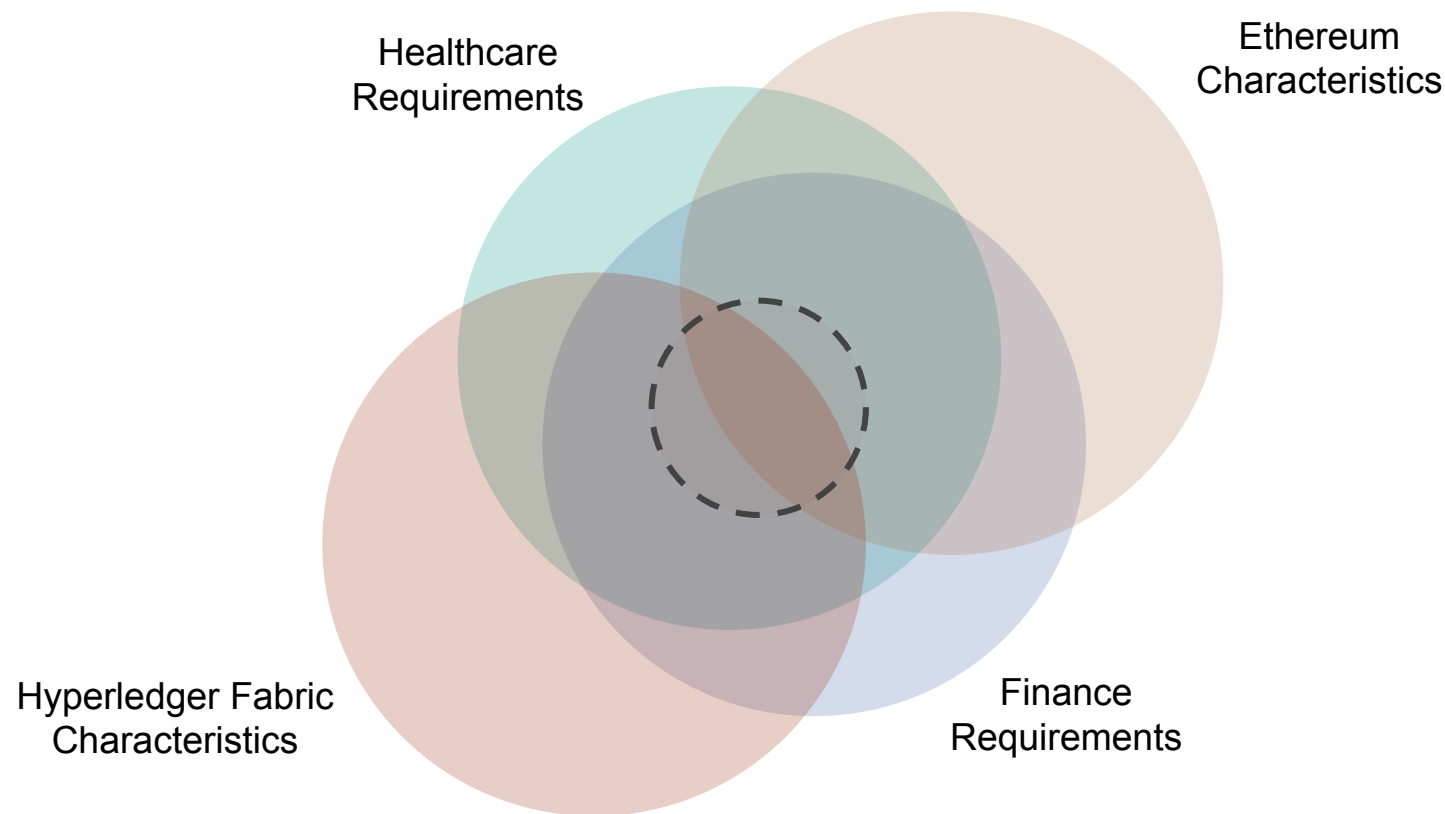 Healthcare
Requirements
Ethereum
Characteristics
Hyperledger Fabric
Characteristics
Finance
Requirements